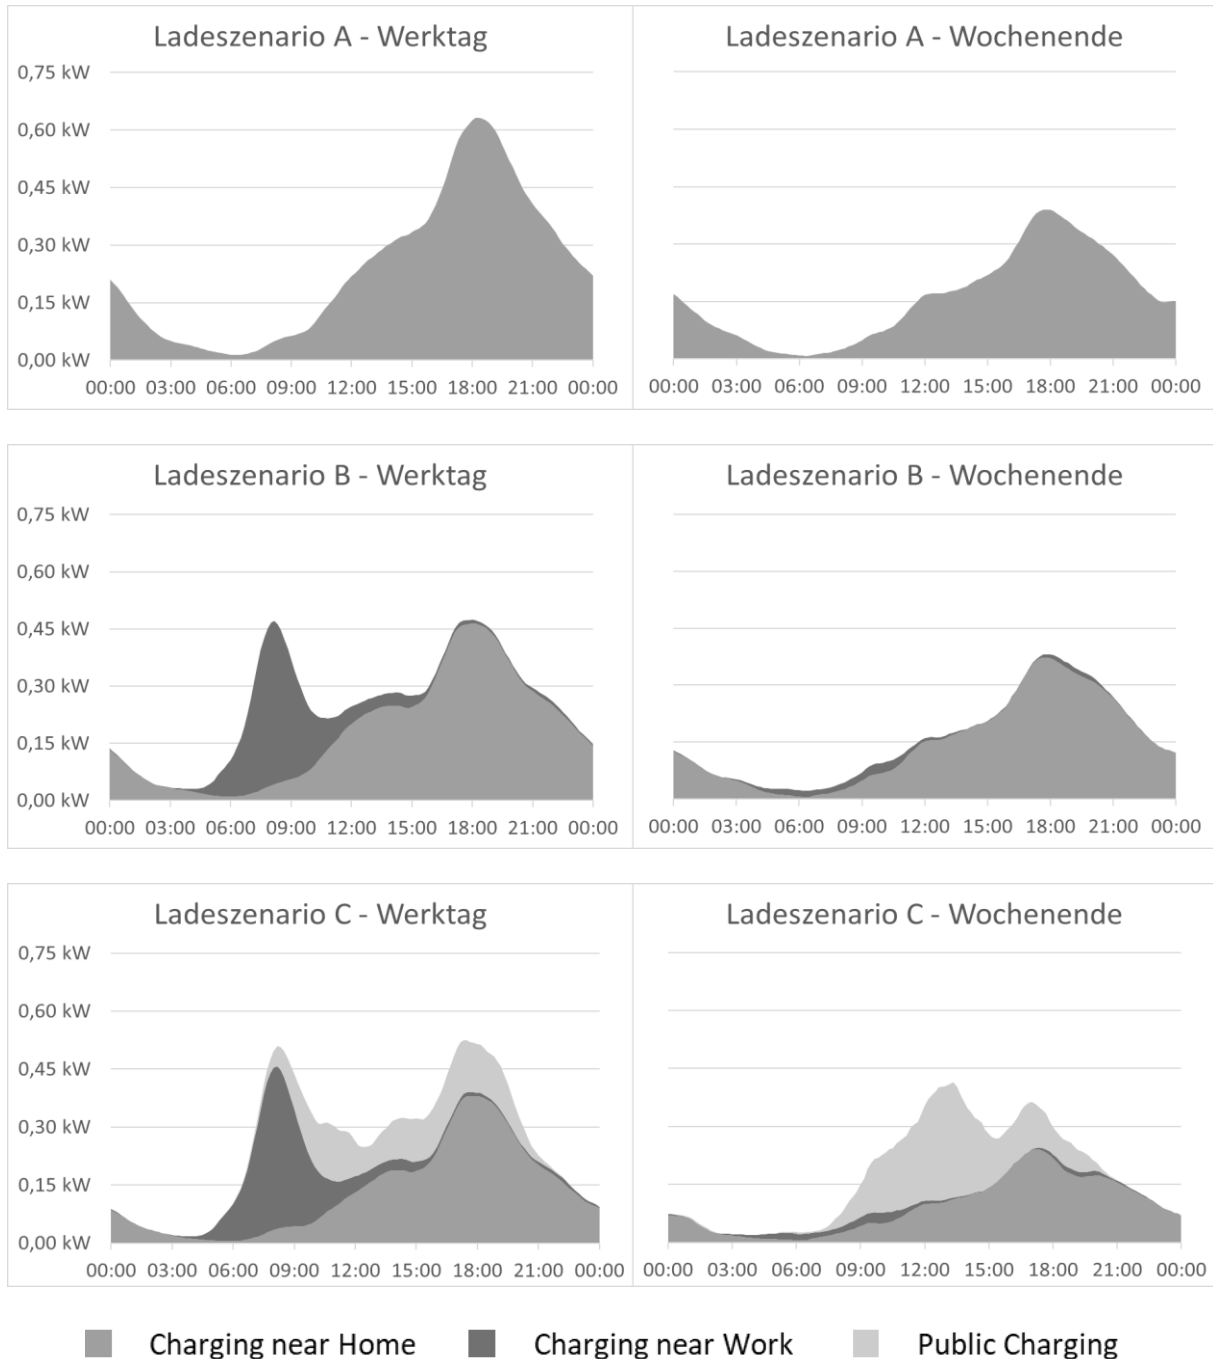 Ladeszenario A - Werktag
Ladeszenario A - Wochenende
0,75 kW
0,60 kW
0,45 kW
0,30 kW
0,15 kW
0,00 kW
00:00 03:00 06:00 09:00 12:00 15:00 18:00 21:00 00:00
00:00 03:00 06:00 09:00 12:00 15:00 18:00 21:00 00:00
Ladeszenario B - Werktag
Ladeszenario B - Wochenende
0,75 kW
0,60 kW
0,45 kW
0,30 kW
0,15 kW
0,00 kW
00:00 03:00 06:00 09:00 12:00 15:00 18:00 21:00 00:00
00:00 03:00 06:00 09:00 12:00 15:00 18:00 21:00 00:00
Ladeszenario C - Werktag
Ladeszenario C - Wochenende
0,75 kW
0,60 kW
0,45 kW
0,30 kW
0,15 kW
0,00 kW
00:00 03:00 06:00 09:00 12:00 15:00 18:00 21:00 00:00
00:00 03:00 06:00 09:00 12:00 15:00 18:00 21:00 00:00
Charging near Home
Charging near Work
Public Charging